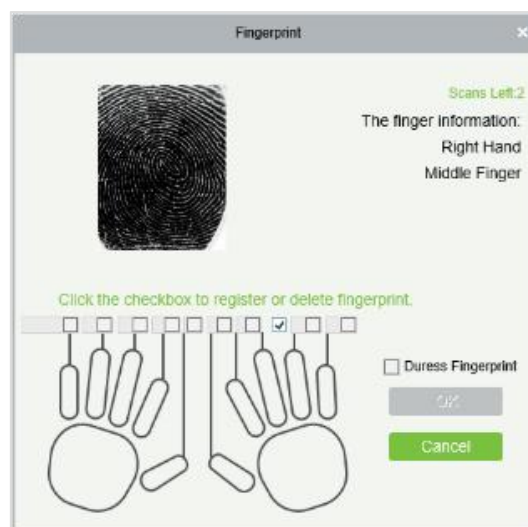 Fingerprint
Scans Left:2
The finger information:
Right Hand
Middle Finger
Click the checkbox to register or delete fingerprint.
Duress Fingerprint
OK
Cancel